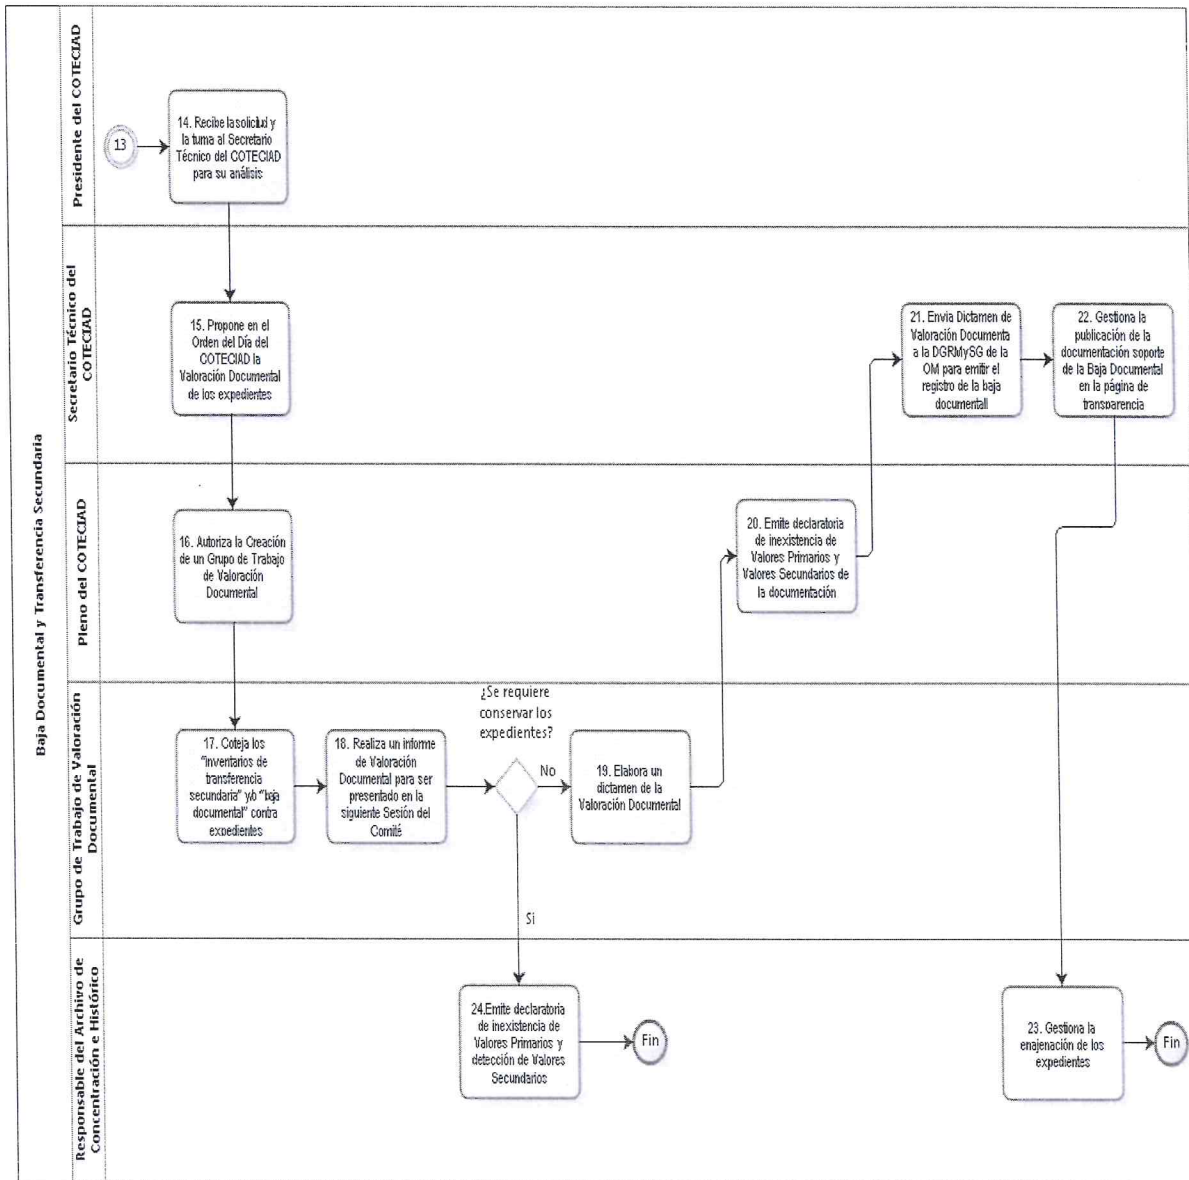 Baja Documental y Transferencia Secundaria
Presidente del COTECIAD
13
14. Recibe la solicitud y
la turna al Secretario
Técnico del COTECIAD
para su análisis
Secretario Técnico del
COTECIAD
15. Propone en el
Orden del Día del
COTECIAD la
Valoración Documental
de los expedientes
21. Envia Dictamen de
Valoración Documenta
a la DGRMySG de la
OM para emitir el
registro de la baja
documentall
22. Gestiona la
publicación de la
documentación soporte
de la Baja Documental
en la página de
transparencia
Pleno del COTECIAD
16. Autoriza la Creación
de un Grupo de Trabajo
de Valoración
Documental
20. Emite declaratoria
de inexistencia de
Valores Primarios y
Valores Secundarios de
la documentación
Grupo de Trabajo de Valoración
Documental
17. Coteja los
"inventarios de
transferencia
secundaria" y/o "baja
documental" contra
expedientes
18. Realiza un informe
de Valoración
Documental para ser
presentado en la
siguiente Sesión del
Comité
¿Se requiere
conservar los
expedientes?
No
19. Elabora un
dictamen de la
Valoración Documental
Si
Responsable del Archivo de
Concentración e Histórico
24.Emite declaratoria
de inexistencia de
Valores Primarios y
detección de Valores
Secundarios
Fin
23. Gestiona la
enajenación de los
expedientes
Fin